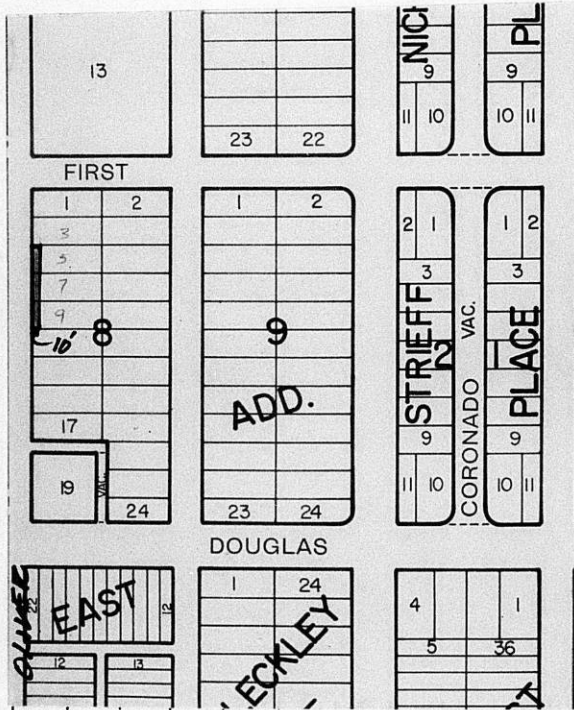 13
23 22
NICH
9
11 10
PL
9
10 11
FIRST
1 2
3
5
7
9
10'
8
17
19
VAC.
24
1 2
9
ADD.
23 24
2 1
3
STRIEFF
2
9
11 10
CORONADO VAC.
1 2
3
PLACE
1
9
10 11
DOUGLAS
OLIVER
22
EAST
12
12 13
1 24
ECKLEY
4 1
5 36
ST